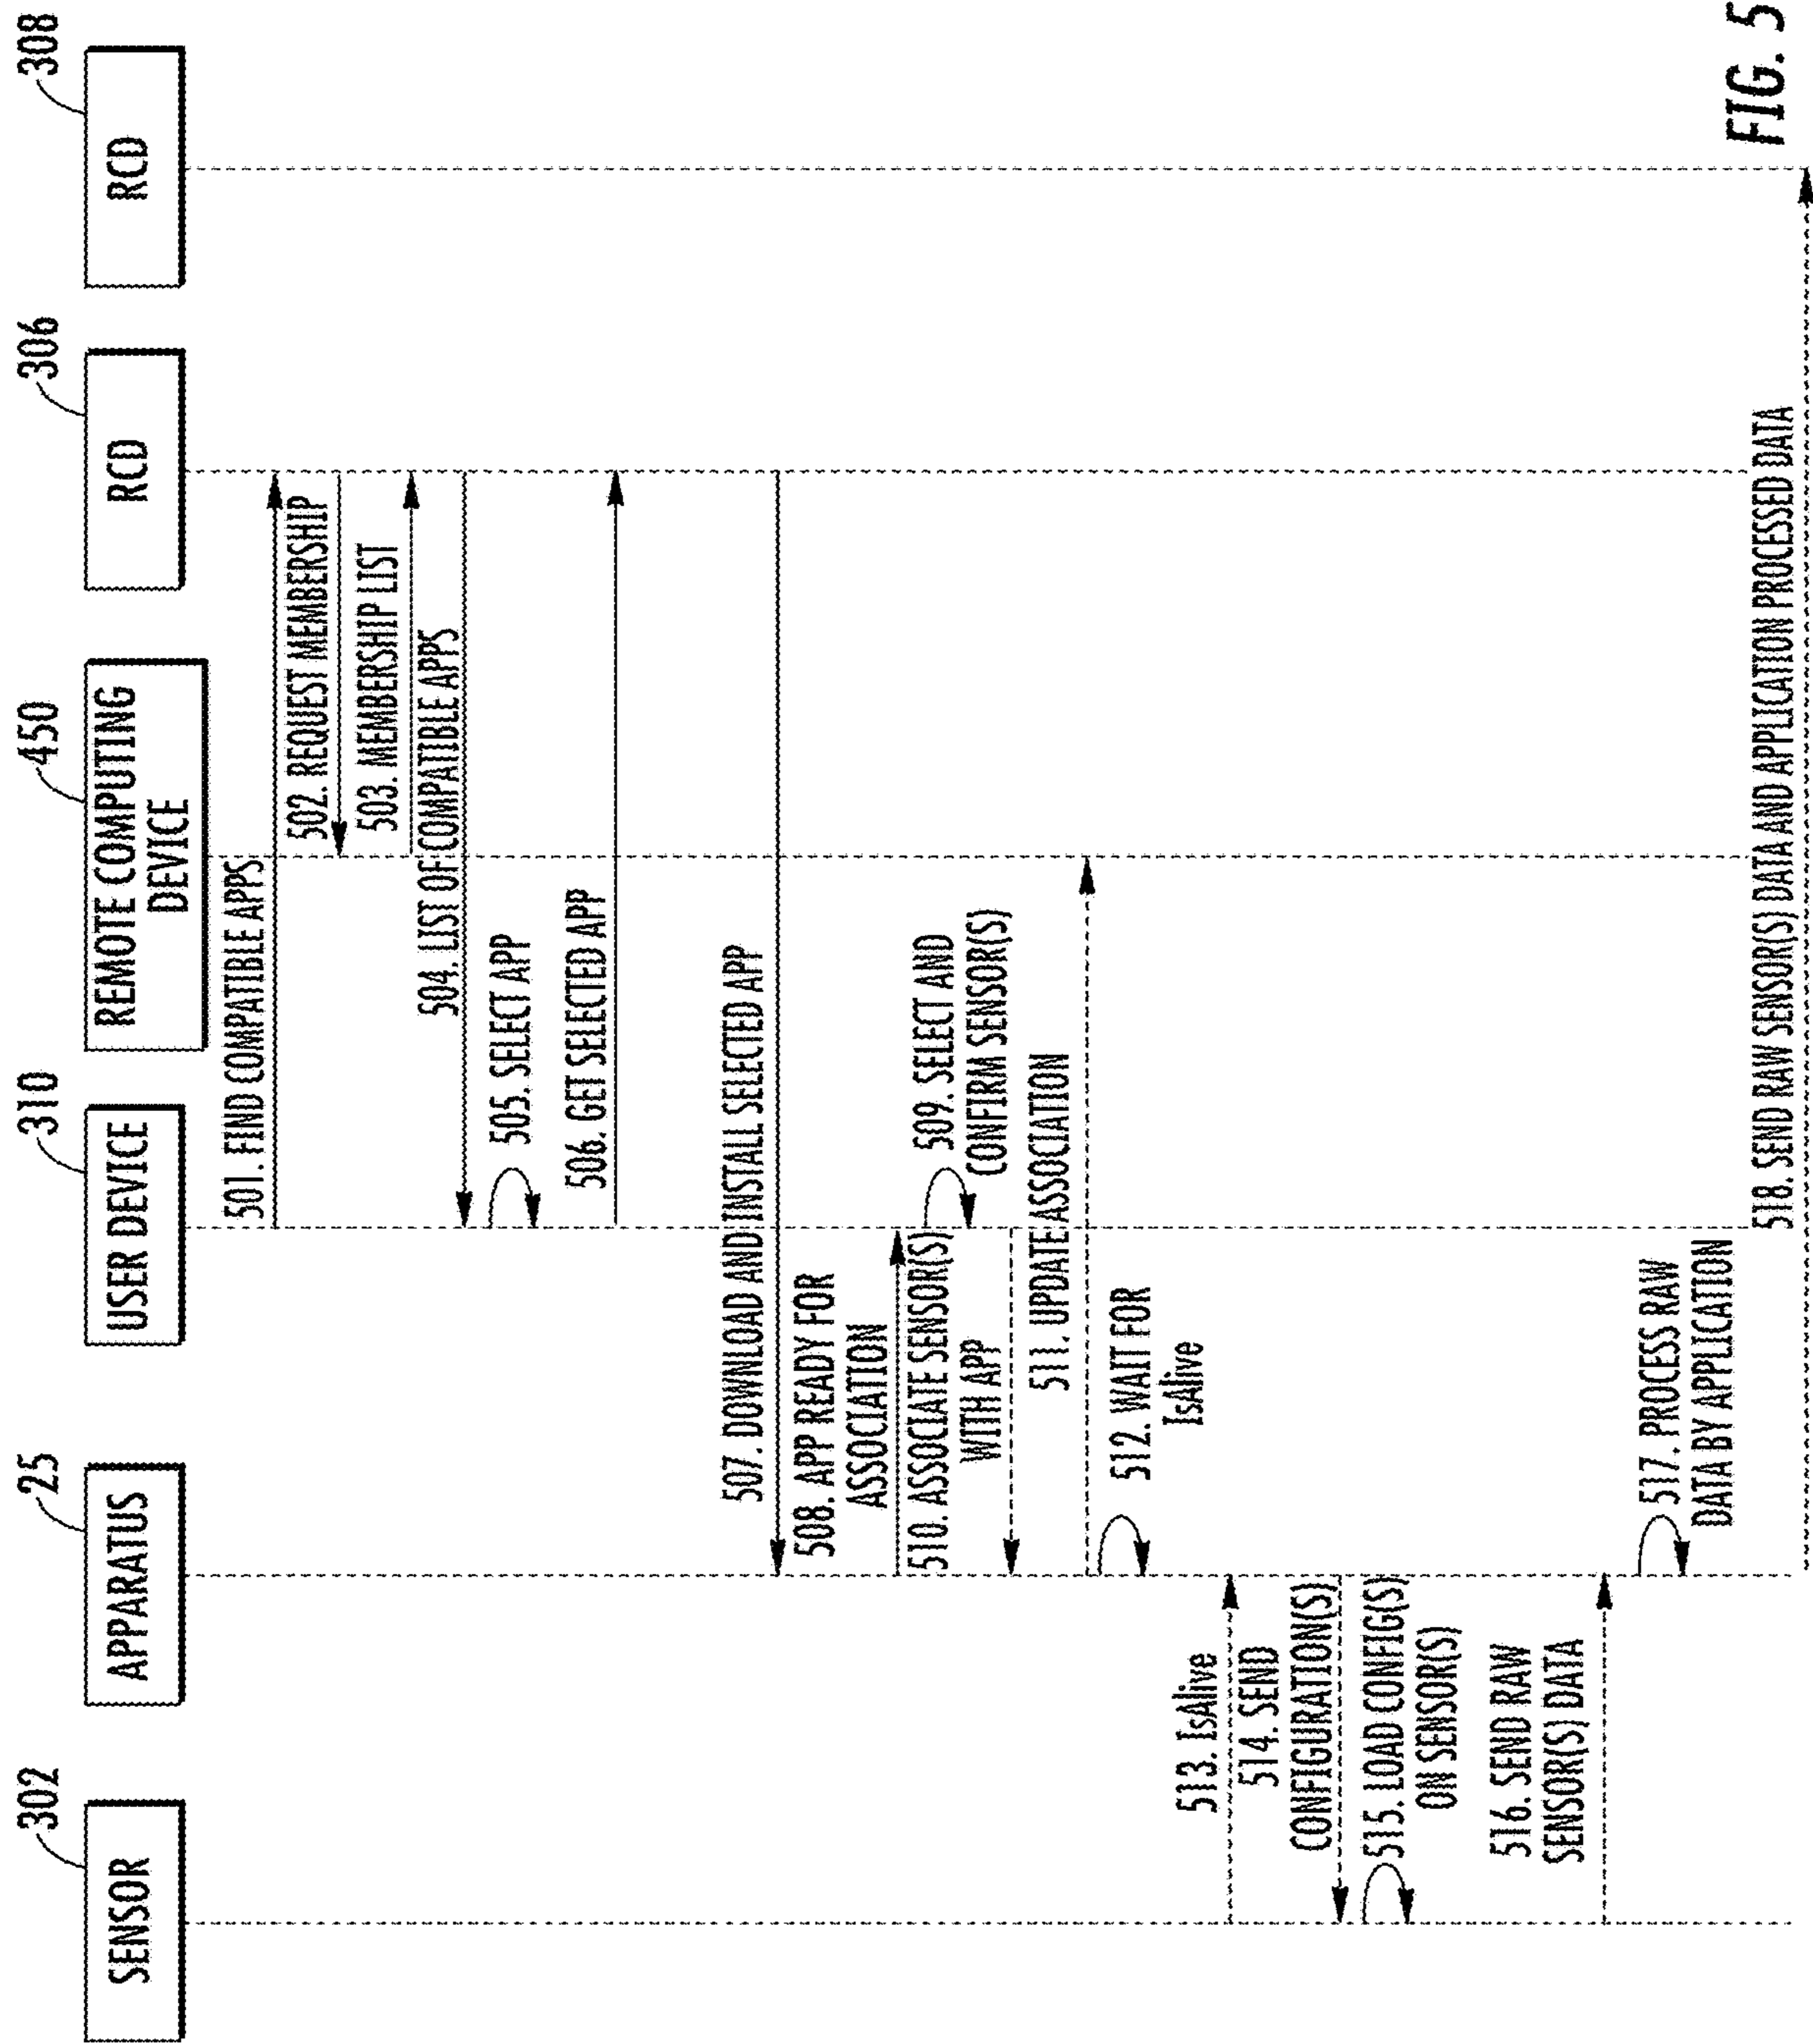 302
25
310
450
306
308
SENSOR
APPARATUS
USER DEVICE
REMOTE COMPUTING
DEVICE
RCD
RCD
501. FIND COMPATIBLE APPS
502. REQUEST MEMBERSHIP
503. MEMBERSHIP LIST
504. LIST OF COMPATIBLE APPS
505. SELECT APP
506. GET SELECTED APP
507. DOWNLOAD AND INSTALL SELECTED APP
508. APP READY FOR
ASSOCIATION
509. SELECT AND
CONFIRM SENSOR(S)
510. ASSOCIATE SENSOR(S)
WITH APP
511. UPDATE ASSOCIATION
512. WAIT FOR
IsAlive
513. IsAlive
514. SEND
CONFIGURATION(S)
515. LOAD CONFIG(S)
ON SENSOR(S)
516. SEND RAW
SENSOR(S) DATA
517. PROCESS RAW
DATA BY APPLICATION
518. SEND RAW SENSOR(S) DATA AND APPLICATION PROCESSED DATA
FIG. 5